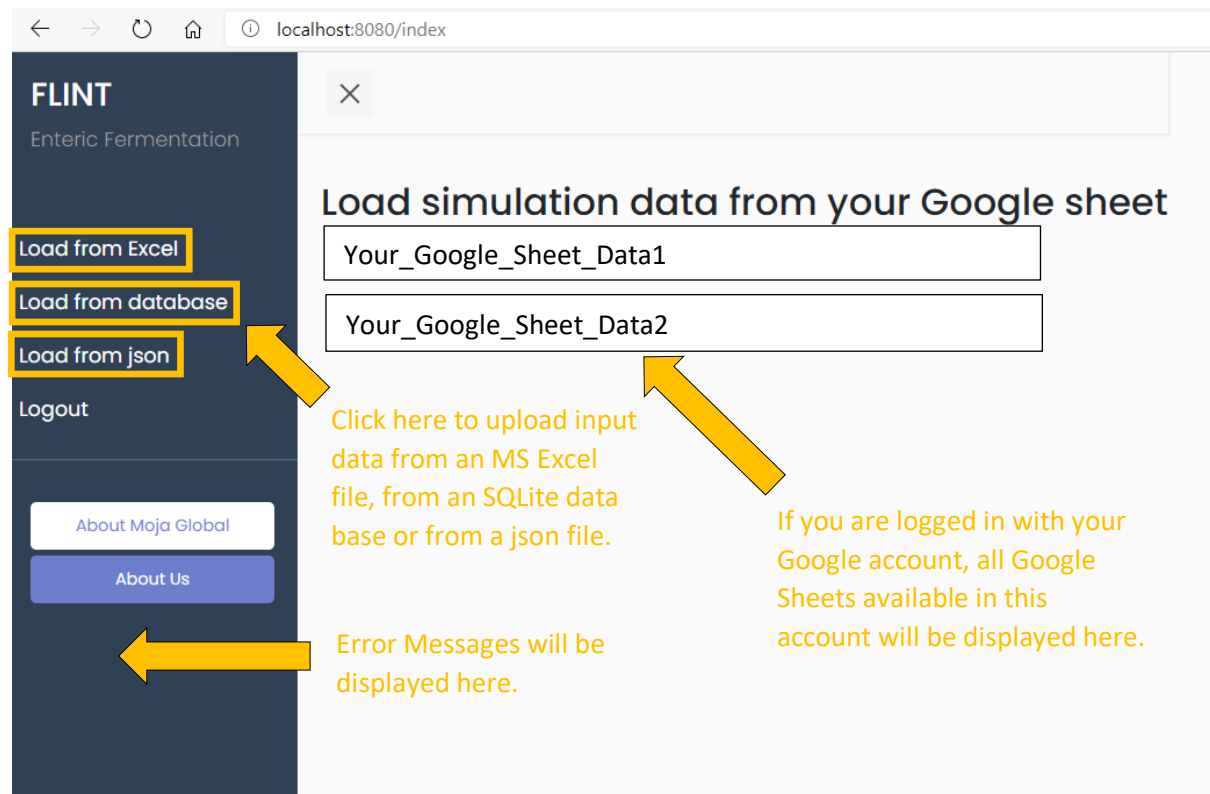 localhost:8080/index
FLINT
Enteric Fermentation
Load from Excel
Load from database
Load from json
Logout
About Moja Global
About Us
Load simulation data from your Google sheet
Your_Google_Sheet_Data1
Your_Google_Sheet_Data2
Click here to upload input
data from an MS Excel
file, from an SQLite data
base or from a json file.
If you are logged in with your
Google account, all Google
Sheets available in this
account will be displayed here.
Error Messages will be
displayed here.